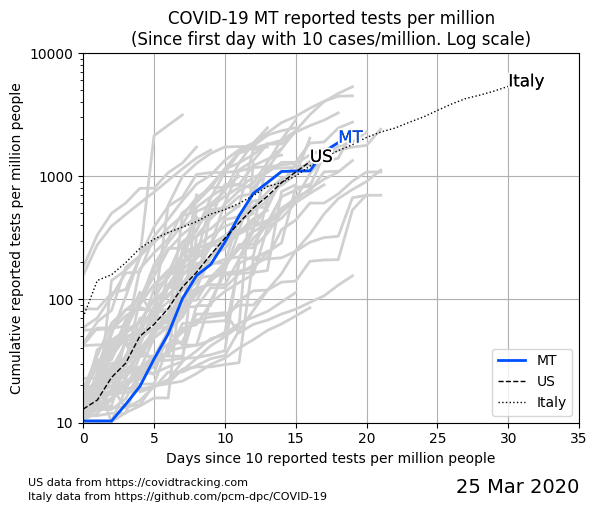 COVID-19 MT reported tests per million
(Since first day with 10 cases/million. Log scale)
Cumulative reported tests per million people
10000
1000
100
10
Italy
MT
US
MT
US
Italy
0 5 10 15 20 25 30 35
Days since 10 reported tests per million people
US data from https://covidtracking.com
Italy data from https://github.com/pcm-dpc/COVID-19
25 Mar 2020